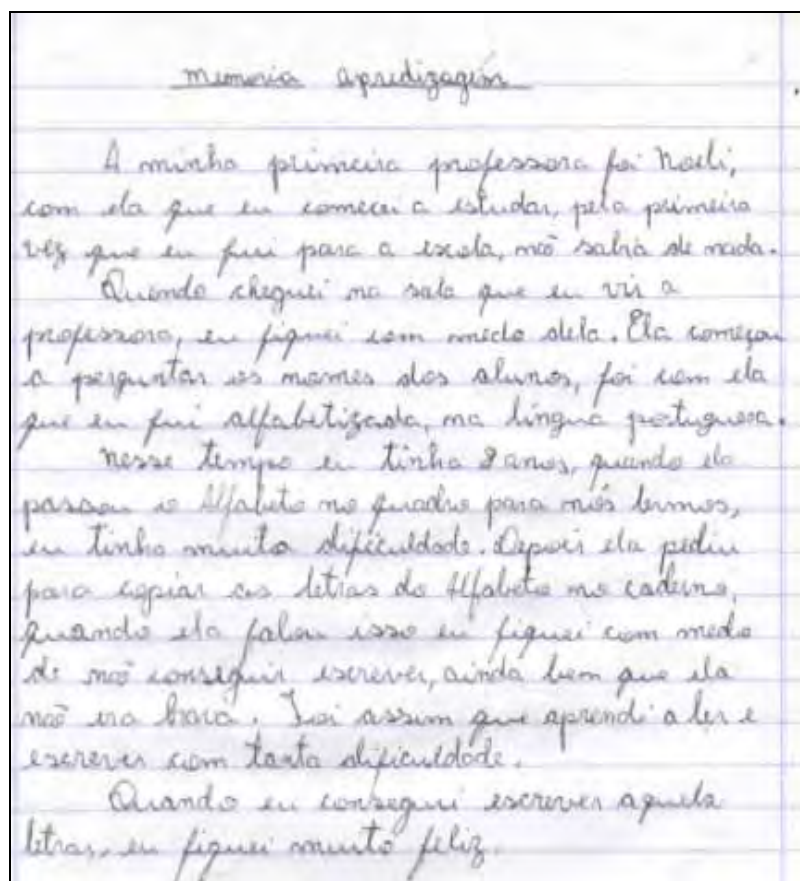 memoria apredizagem
A minha primeira professora foi Noeli,
com ela que eu comecei a estudar, pela primeira
vez que eu fui para a escola, não sabia de nada.
Quando cheguei na sala que eu vi a
professora, eu fiquei com medo dela. Ela começou
a perguntar os nomes dos alunos, foi com ela
que eu fui alfabetizada, na língua portuguesa.
Nesse tempo eu tinha 8 anos, quando ela
passou o Alfabeto no quadro para nós lermos,
eu tinha muita dificuldade. Depois ela pediu
para copiar as letras do Alfabeto no caderno,
quando ela falou isso eu fiquei com medo
de não conseguir escrever, ainda bem que ela
não era brava. Foi assim que aprendi a ler e
escrever com tanta dificuldade.
Quando eu consegui escrever aquela
letras, eu fiquei muito feliz.